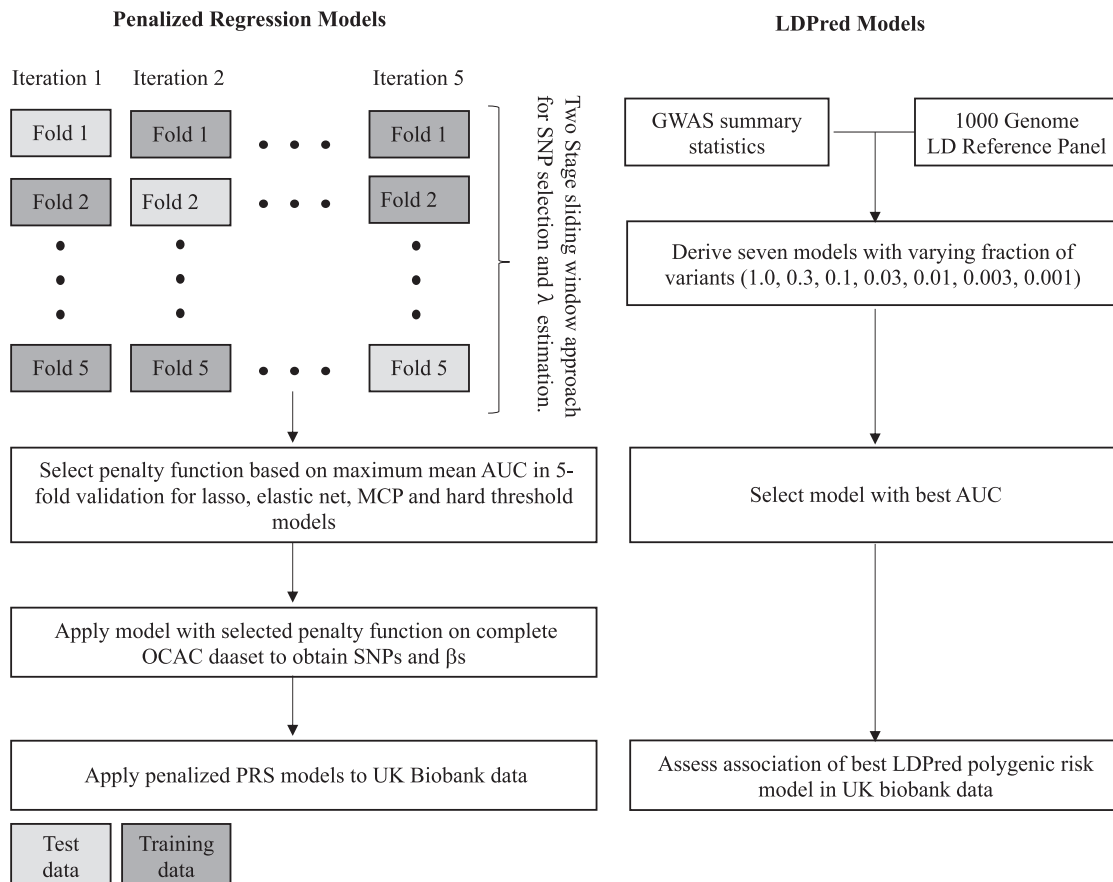 Penalized Regression Models
Iteration 1
Iteration 2
Iteration 5
Fold 1
Fold 1
Fold 1
Fold 2
Fold 2
Fold 2
Fold 5
Fold 5
Fold 5
Two Stage sliding window approach
for SNP selection and λ estimation.
Select penalty function based on maximum mean AUC in 5-
fold validation for lasso, elastic net, MCP and hard threshold
models
Apply model with selected penalty function on complete
OCAC daaset to obtain SNPs and βs
Apply penalized PRS models to UK Biobank data
Test
data
Training
data
LDPred Models
GWAS summary
statistics
1000 Genome
LD Reference Panel
Derive seven models with varying fraction of
variants (1.0, 0.3, 0.1, 0.03, 0.01, 0.003, 0.001)
Select model with best AUC
Assess association of best LDPred polygenic risk
model in UK biobank data